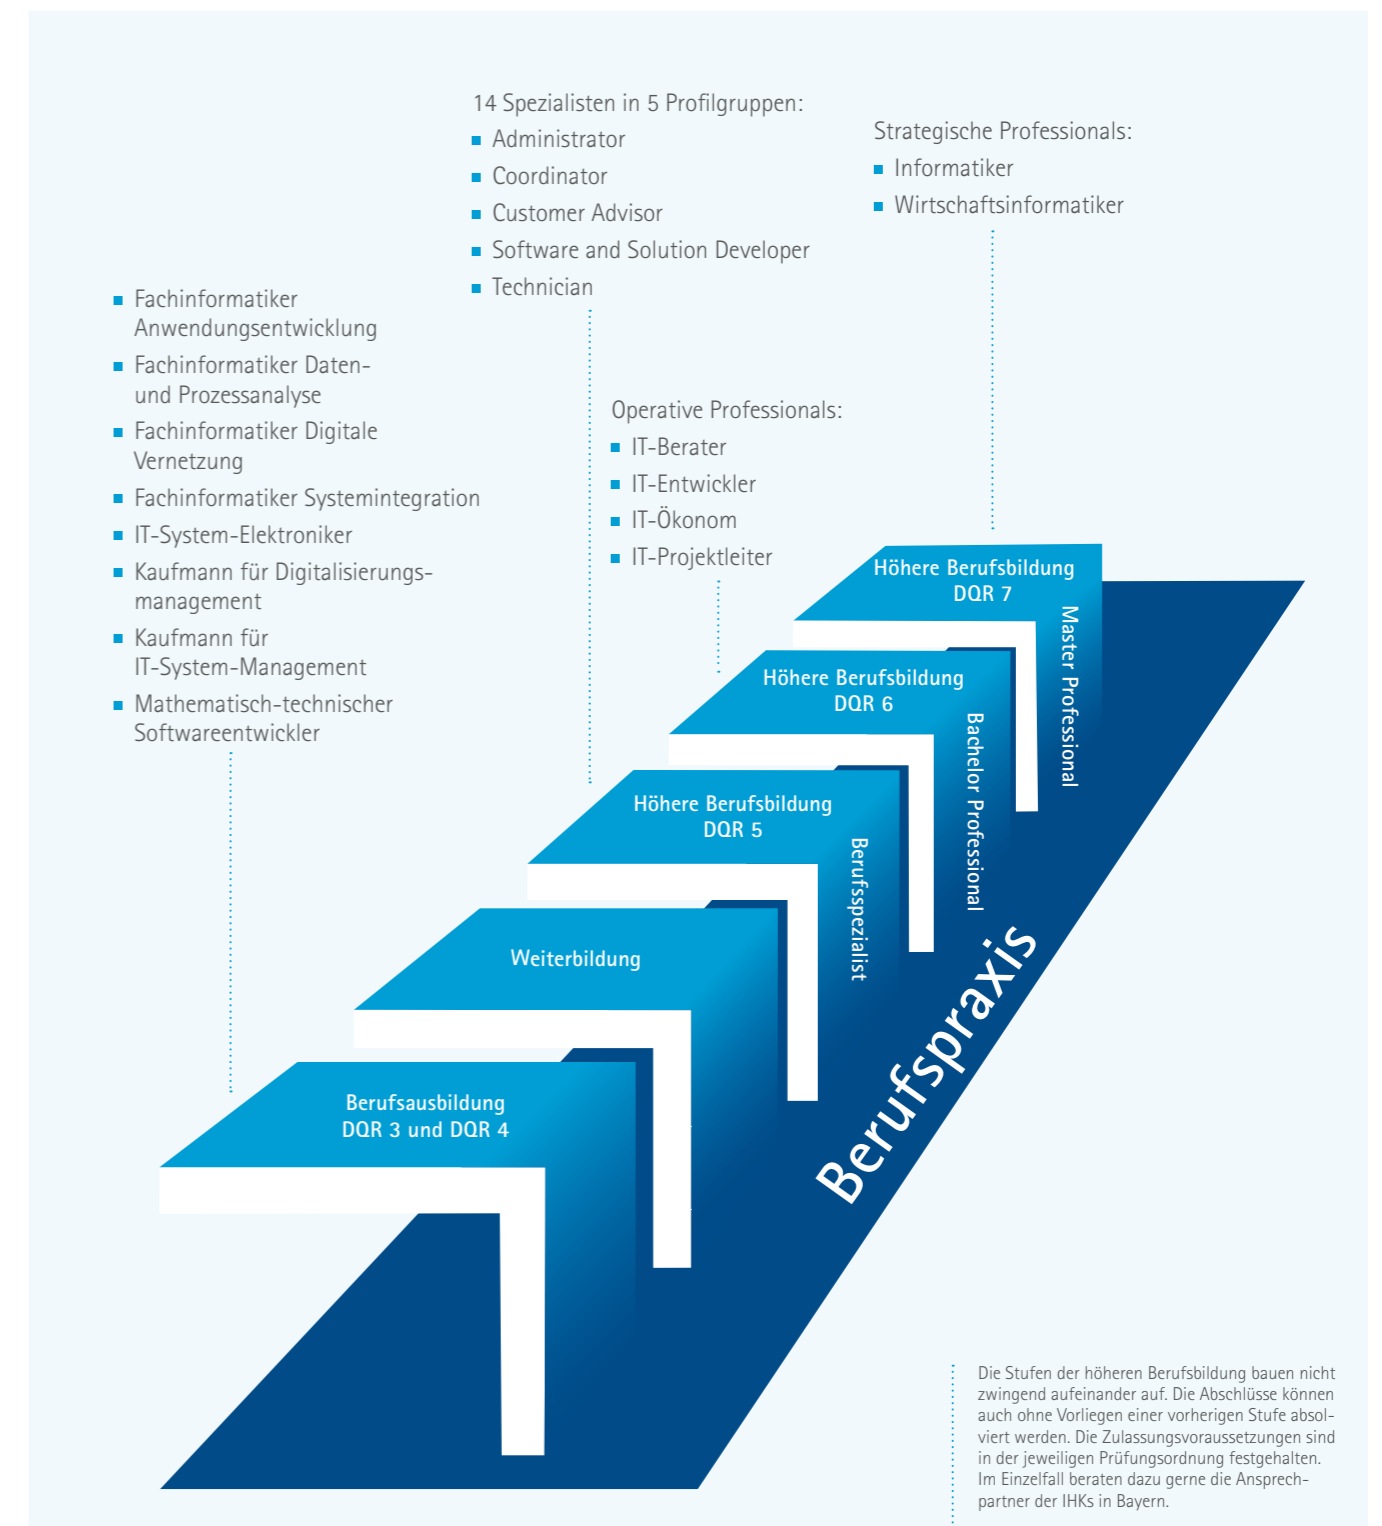 14 Spezialisten in 5 Profilgruppen:
Administrator
Coordinator
Customer Advisor
Software and Solution Developer
Technician
Strategische Professionals:
Informatiker
Wirtschaftsinformatiker
Fachinformatiker
Anwendungsentwicklung
Fachinformatiker Daten-
und Prozessanalyse
Fachinformatiker Digitale
Vernetzung
Fachinformatiker Systemintegration
IT-System-Elektroniker
Kaufmann für Digitalisierungs-
management
Kaufmann für
IT-System-Management
Mathematisch-technischer
Softwareentwickler
Operative Professionals:
IT-Berater
IT-Entwickler
IT-Ökonom
IT-Projektleiter
Höhere Berufsbildung
DQR 7
Master Professional
Höhere Berufsbildung
DQR 6
Bachelor Professional
Höhere Berufsbildung
DQR 5
Berufsspezialist
Weiterbildung
Berufsausbildung
DQR 3 und DQR 4
Berufspraxis
Die Stufen der höheren Berufsbildung bauen nicht
zwingend aufeinander auf. Die Abschlüsse können
auch ohne Vorliegen einer vorherigen Stufe absol-
viert werden. Die Zulassungsvoraussetzungen sind
in der jeweiligen Prüfungsordnung festgehalten.
Im Einzelfall beraten dazu gerne die Ansprech-
partner der IHKs in Bayern.